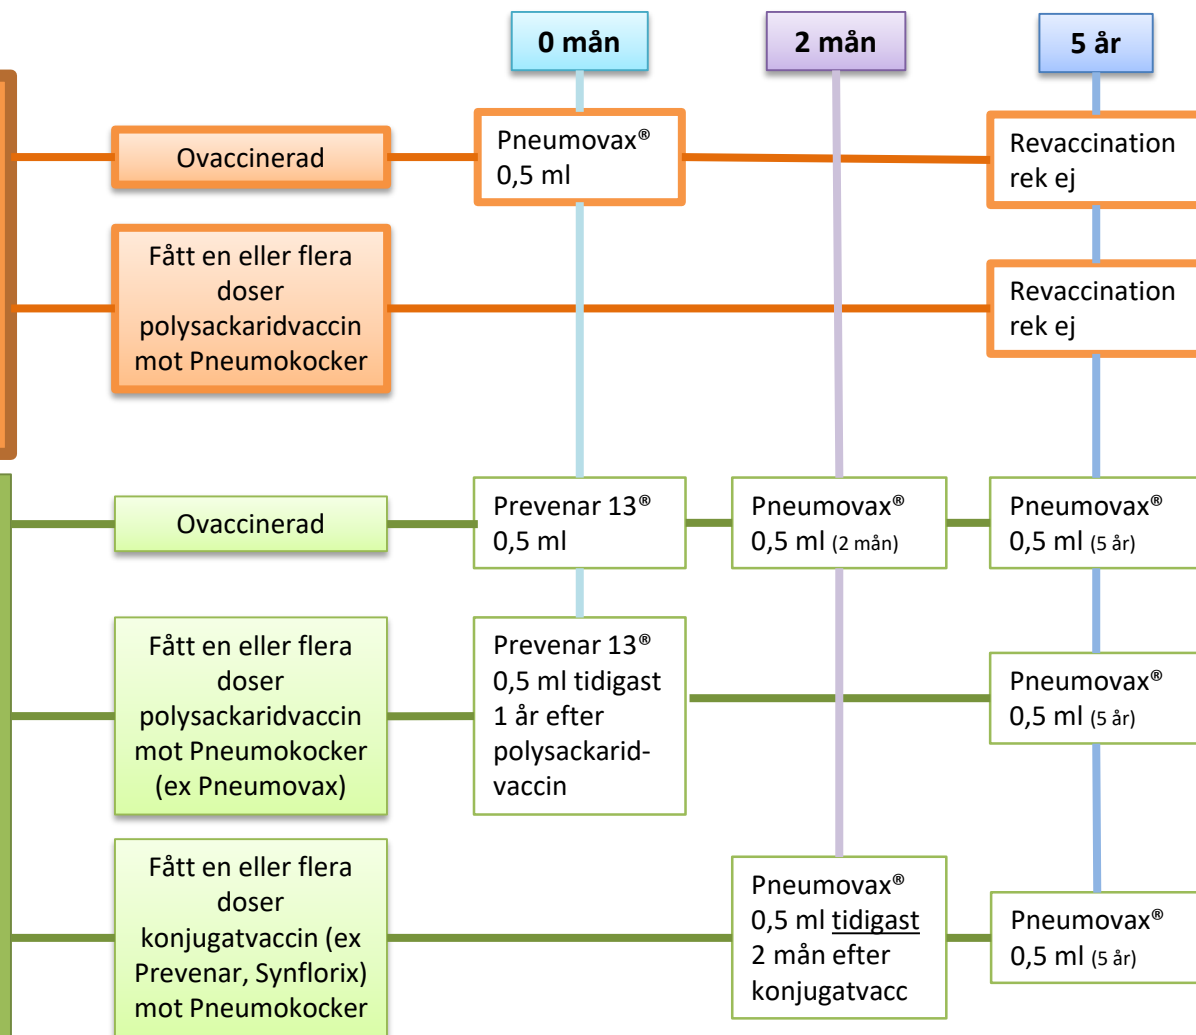 0 mån
2 mån
5 år
Ovaccinerad
Pneumovax®
0,5 ml
Revaccination
rek ej
Fått en eller flera
doser
polysackaridvaccin
mot Pneumokocker
Revaccination
rek ej
Ovaccinerad
Prevenar 13®
0,5 ml
Pneumovax®
0,5 ml (2 mån)
Pneumovax®
0,5 ml (5 år)
Fått en eller flera
doser
polysackaridvaccin
mot Pneumokocker
(ex Pneumovax)
Prevenar 13®
0,5 ml tidigast
1 år efter
polysackarid-
vaccin
Pneumovax®
0,5 ml (5 år)
Fått en eller flera
doser
konjugatvaccin (ex
Prevenar, Synflorix)
mot Pneumokocker
Pneumovax®
0,5 ml tidigast
2 mån efter
konjugatvacc
Pneumovax®
0,5 ml (5 år)